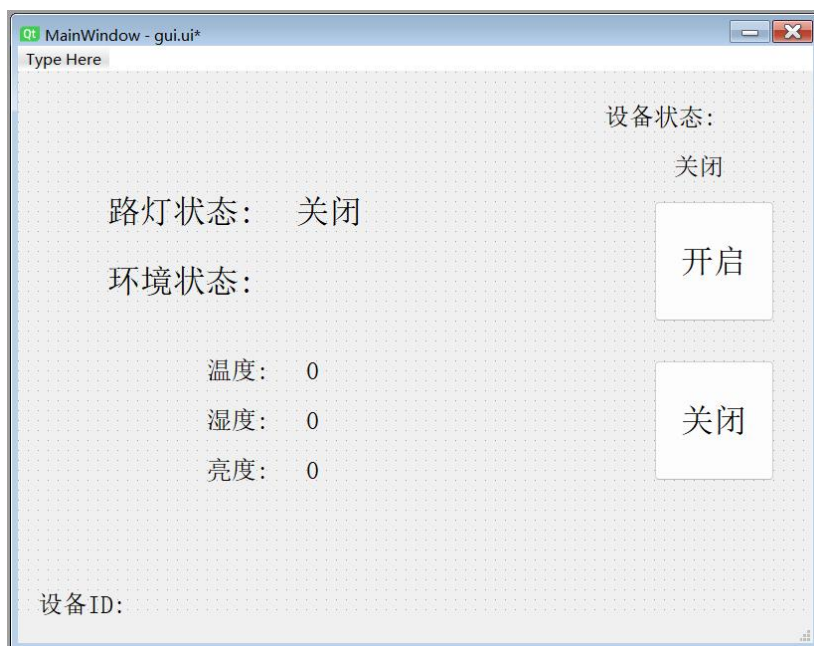 MainWindow - gui.ui*
Type Here
设备状态:
关闭
路灯状态: 关闭
开启
环境状态:
温度: 0
湿度: 0
关闭
亮度: 0
设备ID: